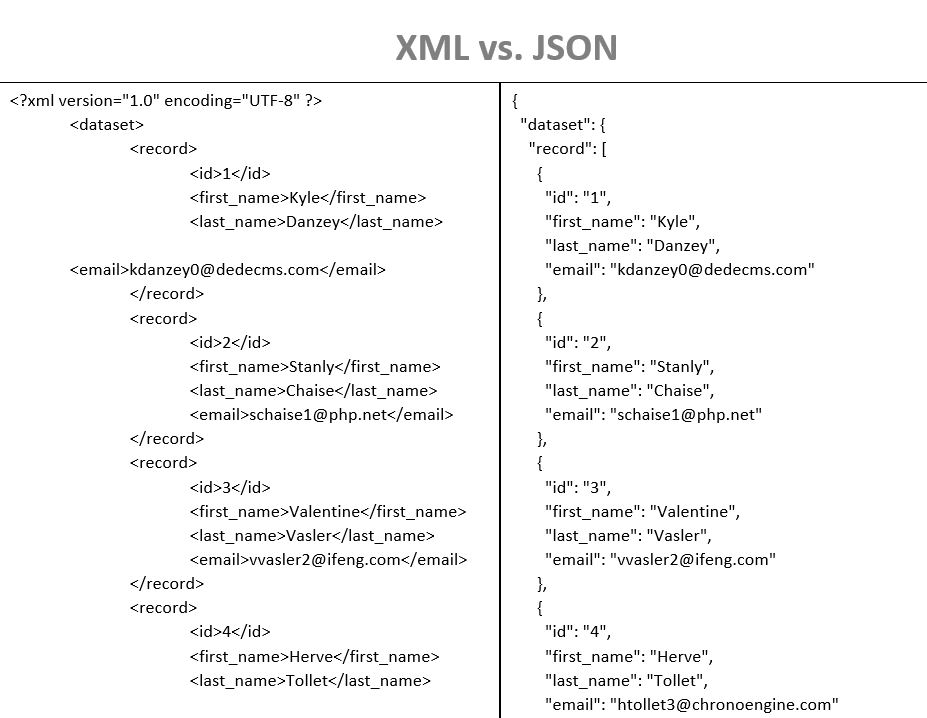 XML vs. JSON
<?xml version="1.0" encoding="UTF-8" ?>
<dataset>
<record>
<id>1</id>
<first_name>Kyle</first_name>
<last_name>Danzey</last_name>
<email>kdanzey0@dedecms.com</email>
</record>
<record>
<id>2</id>
<first_name>Stanly</first_name>
<last_name>Chaise</last_name>
<email>schaise1@php.net</email>
</record>
<record>
<id>3</id>
<first_name>Valentine</first_name>
<last_name>Vasler</last_name>
<email>vvasler2@ifeng.com</email>
</record>
<record>
<id>4</id>
<first_name>Herve</first_name>
<last_name>Tollet</last_name>
{
"dataset": {
"record": [
{
"id": "1",
"first_name": "Kyle",
"last_name": "Danzey",
"email": "kdanzey0@dedecms.com"
},
{
"id": "2",
"first_name": "Stanly",
"last_name": "Chaise",
"email": "schaise1@php.net"
},
{
"id": "3",
"first_name": "Valentine",
"last_name": "Vasler",
"email": "vvasler2@ifeng.com"
},
{
"id": "4",
"first_name": "Herve",
"last_name": "Tollet",
"email": "htollet3@chronoengine.com"